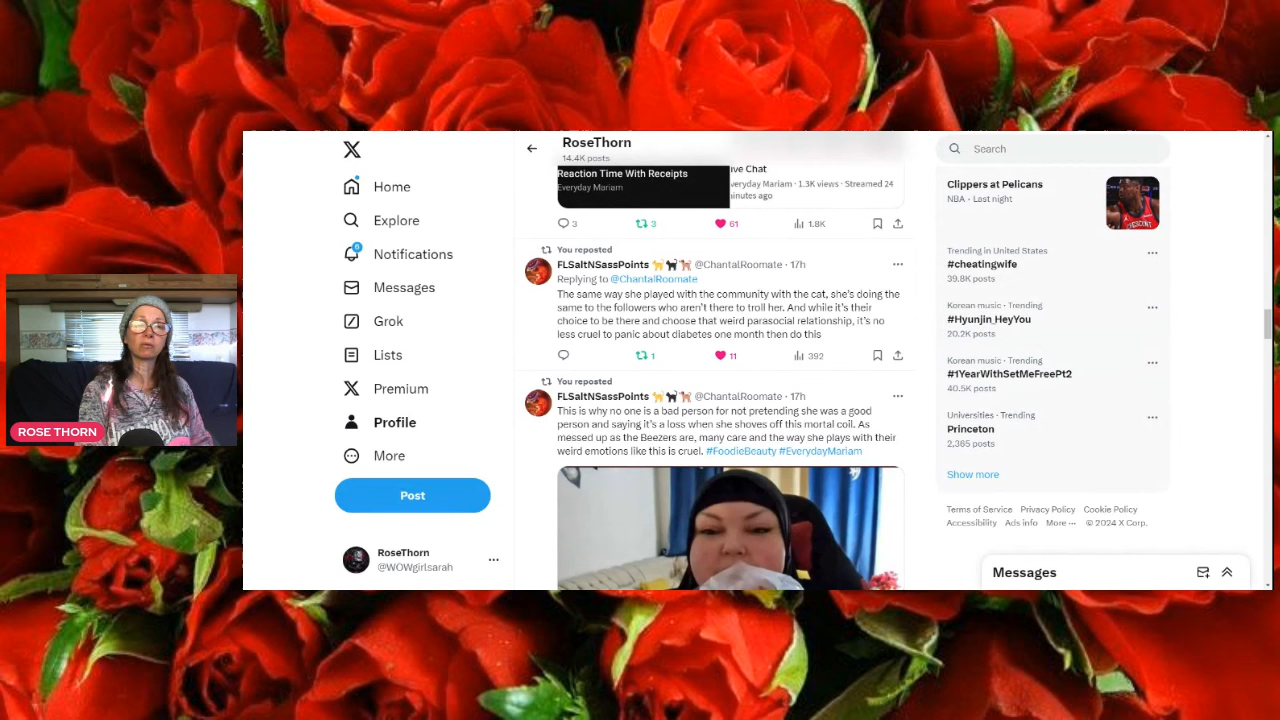 RoseThorn
14.4K posts
Home
Explore
6
Notifications
Messages
Grok
Lists
Premium
Profile
More
Post
RoseThorn
@WOWgirlsarah
Reaction Time With Receipts
Everyday Mariam
ive Chat
veryday Mariam · 1.3K views · Streamed 24
inutes ago
3
3
61
1.8K
You reposted
FLSaltNSassPoints @ChantalRoomate · 17h
Replying to @ChantalRoomate
The same way she played with the community with the cat, she's doing the
same to the followers who aren't there to troll her. And while it's their
choice to be there and choose that weird parasocial relationship, it's no
less cruel to panic about diabetes one month then do this
1
11
392
You reposted
FLSaltNSassPoints @ChantalRoomate · 17h
This is why no one is a bad person for not pretending she was a good
person and saying it's a loss when she shoves off this mortal coil. As
messed up as the Beezers are, many care and the way she plays with their
weird emotions like this is cruel. #FoodieBeauty #EverydayMariam
Search
Clippers at Pelicans
NBA · Last night
Trending in United States
#cheatingwife
39.8K posts
Korean music · Trending
#Hyunjin_HeyYou
20.2K posts
Korean music · Trending
#1YearWithSetMeFreePt2
40.5K posts
Universities · Trending
Princeton
2,365 posts
Show more
Terms of Service Privacy Policy Cookie Policy
Accessibility Ads info More ··· © 2024 X Corp.
Messages
ROSE THORN